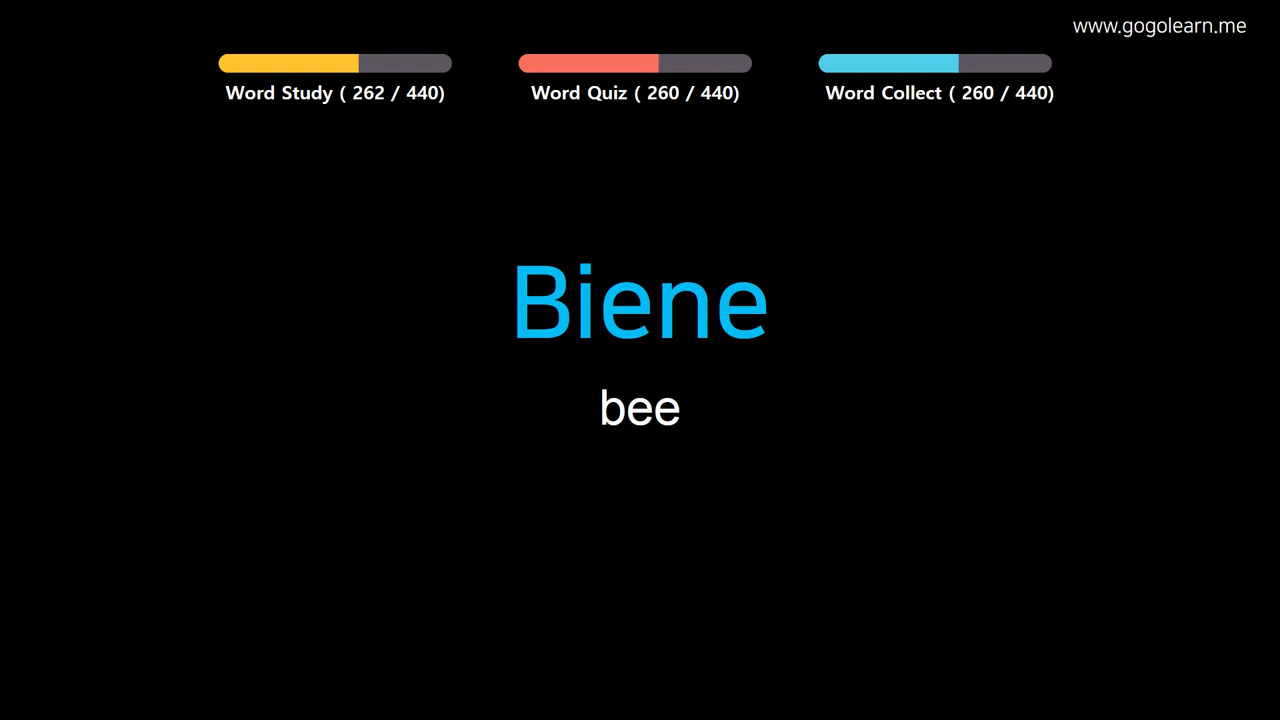 www.gogolearn.me
Word Study ( 262 / 440)
Word Quiz ( 260 / 440)
Word Collect ( 260 / 440)
Biene
bee